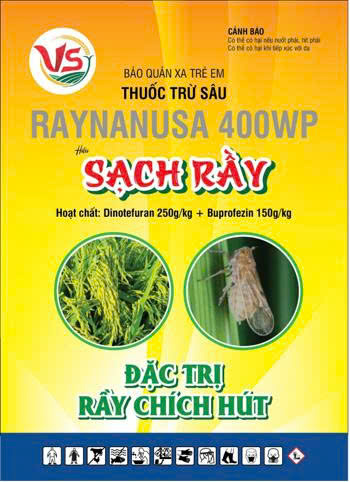 VS
CẢNH BÁO
Có thể có hại nếu nuốt phải, hít phải
Có thể có hại khi tiếp xúc với da
BẢO QUẢN XA TRẺ EM
THUỐC TRỪ SÂU
RAYNANUSA 400WP
Hiệu
SẠCH RẦY
Hoạt chất: Dinotefuran 250g/kg + Buprofezin 150g/kg
ĐẶC TRỊ
RẦY CHÍCH HÚT